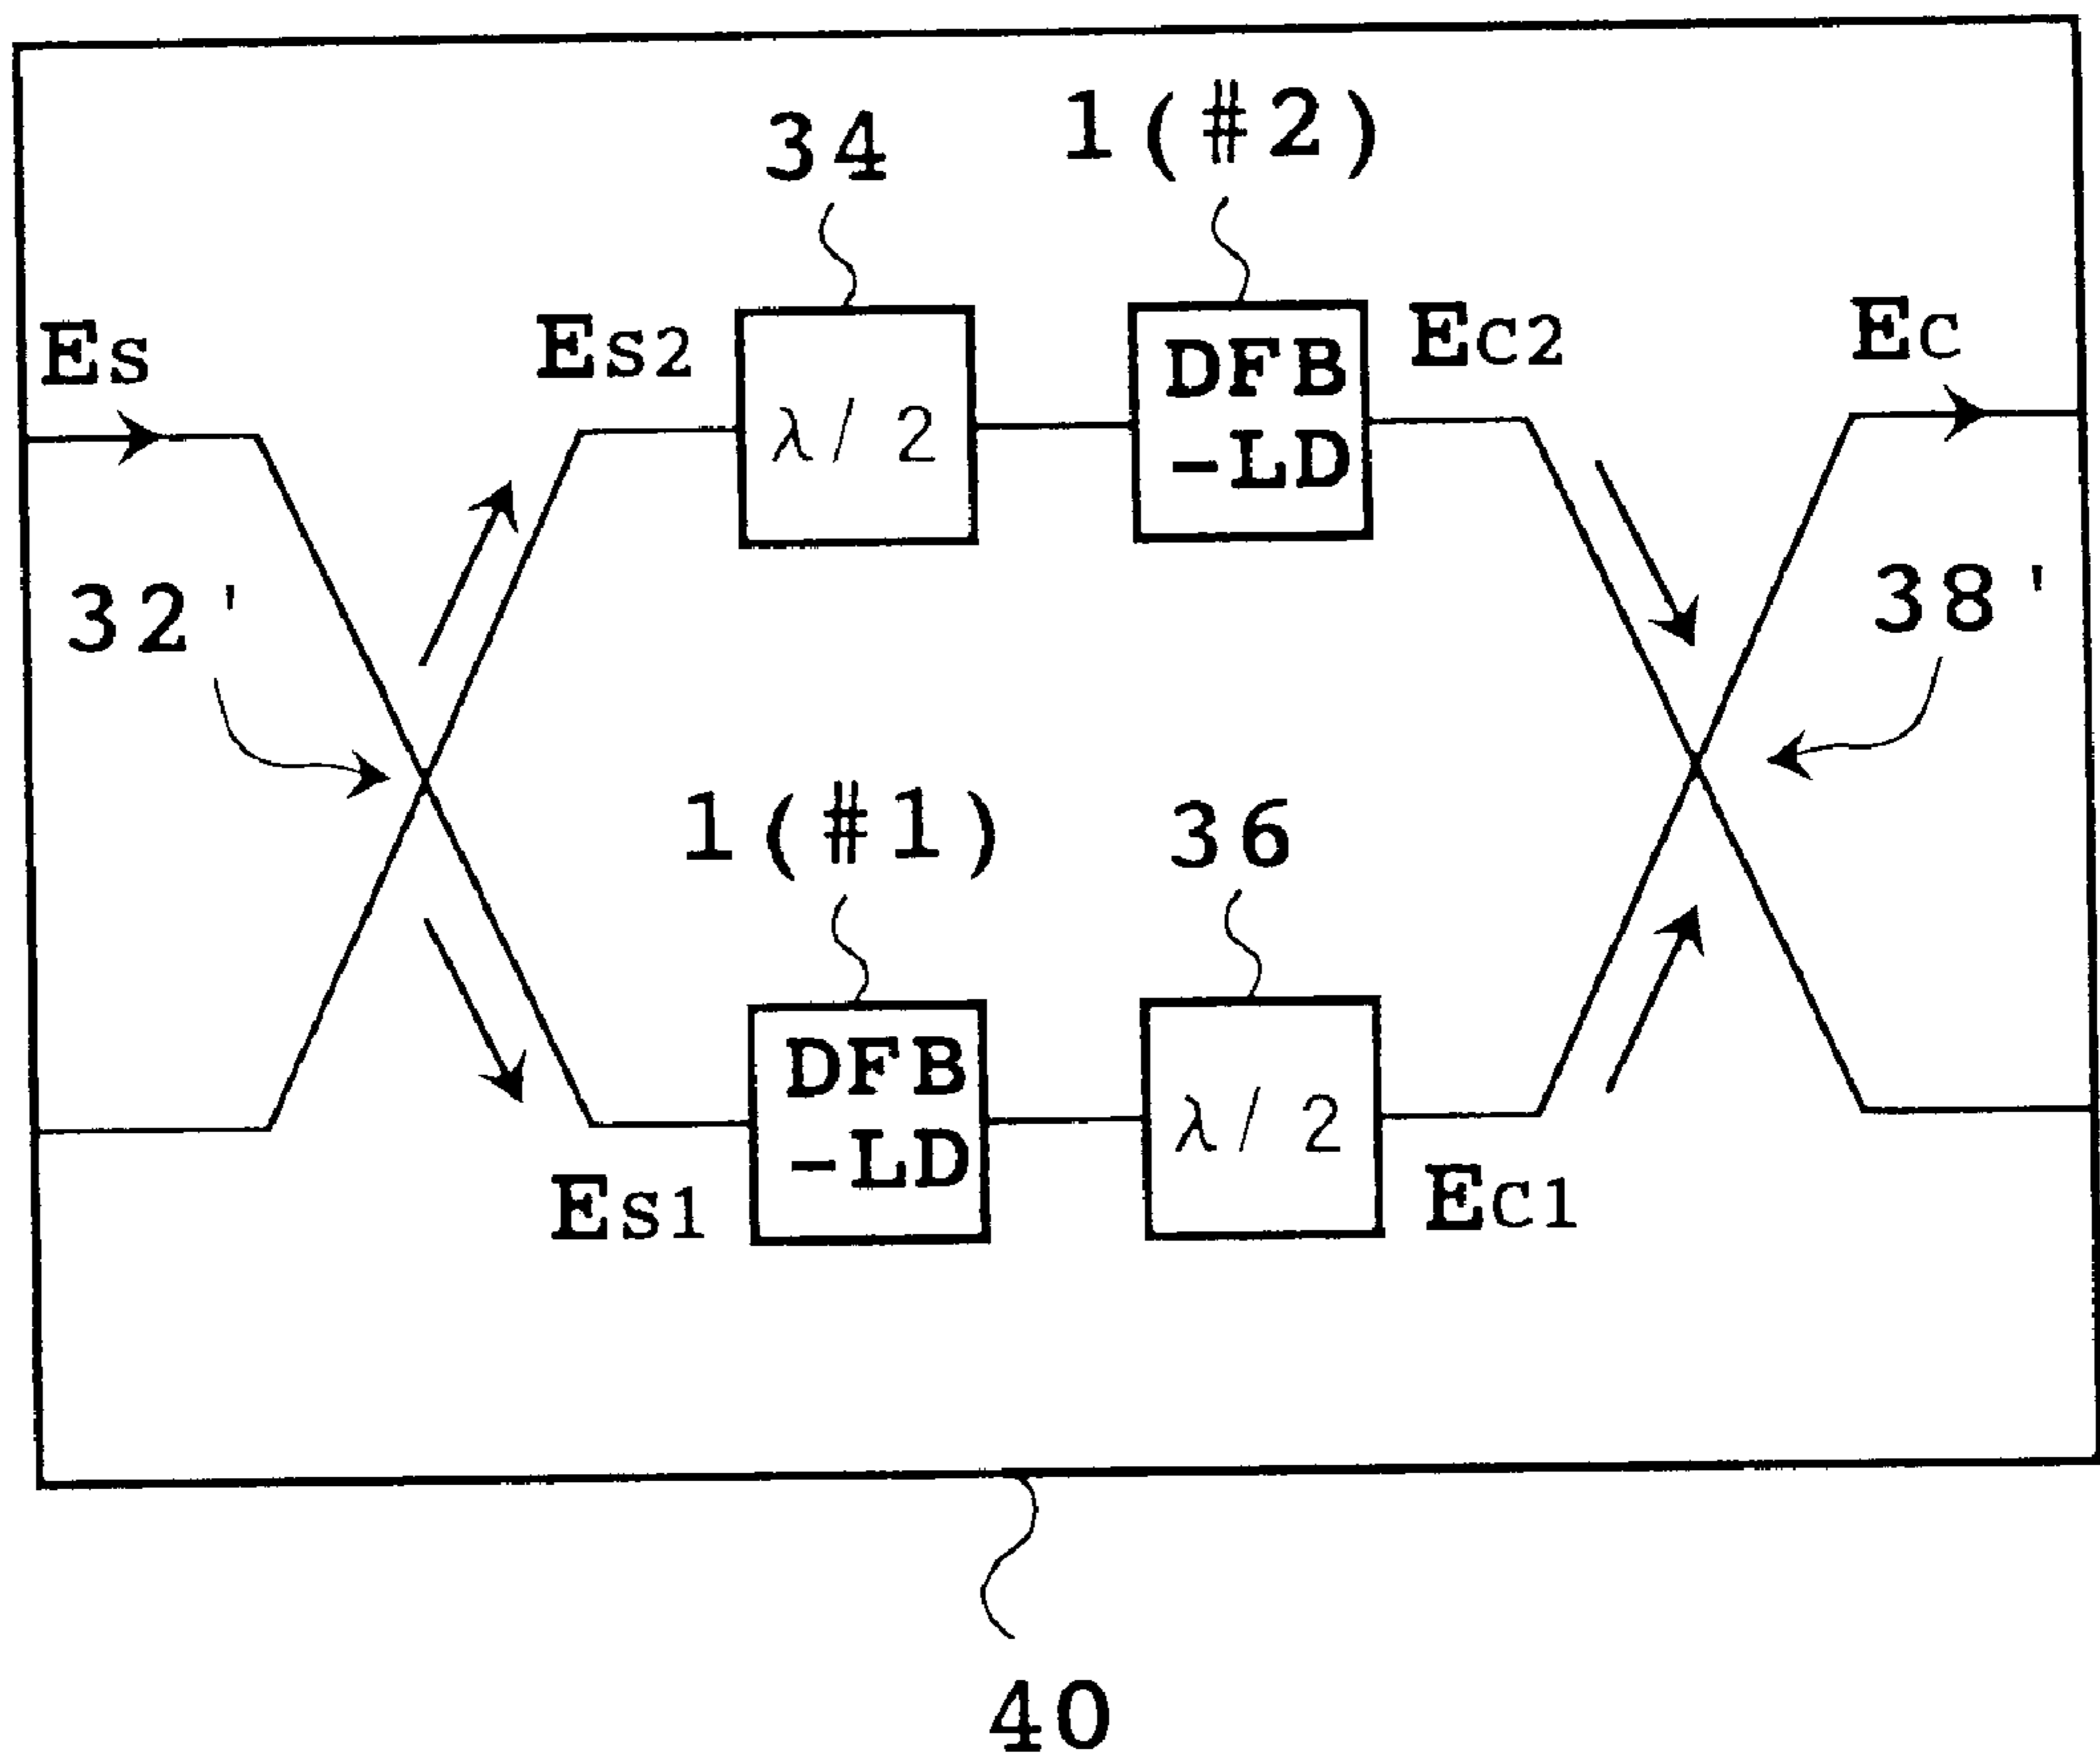 34
1(#2)
Es
Es2
λ/2
DFB
-LD
Ec2
Ec
32'
38'
1(#1)
36
DFB
-LD
λ/2
Es1
Ec1
40